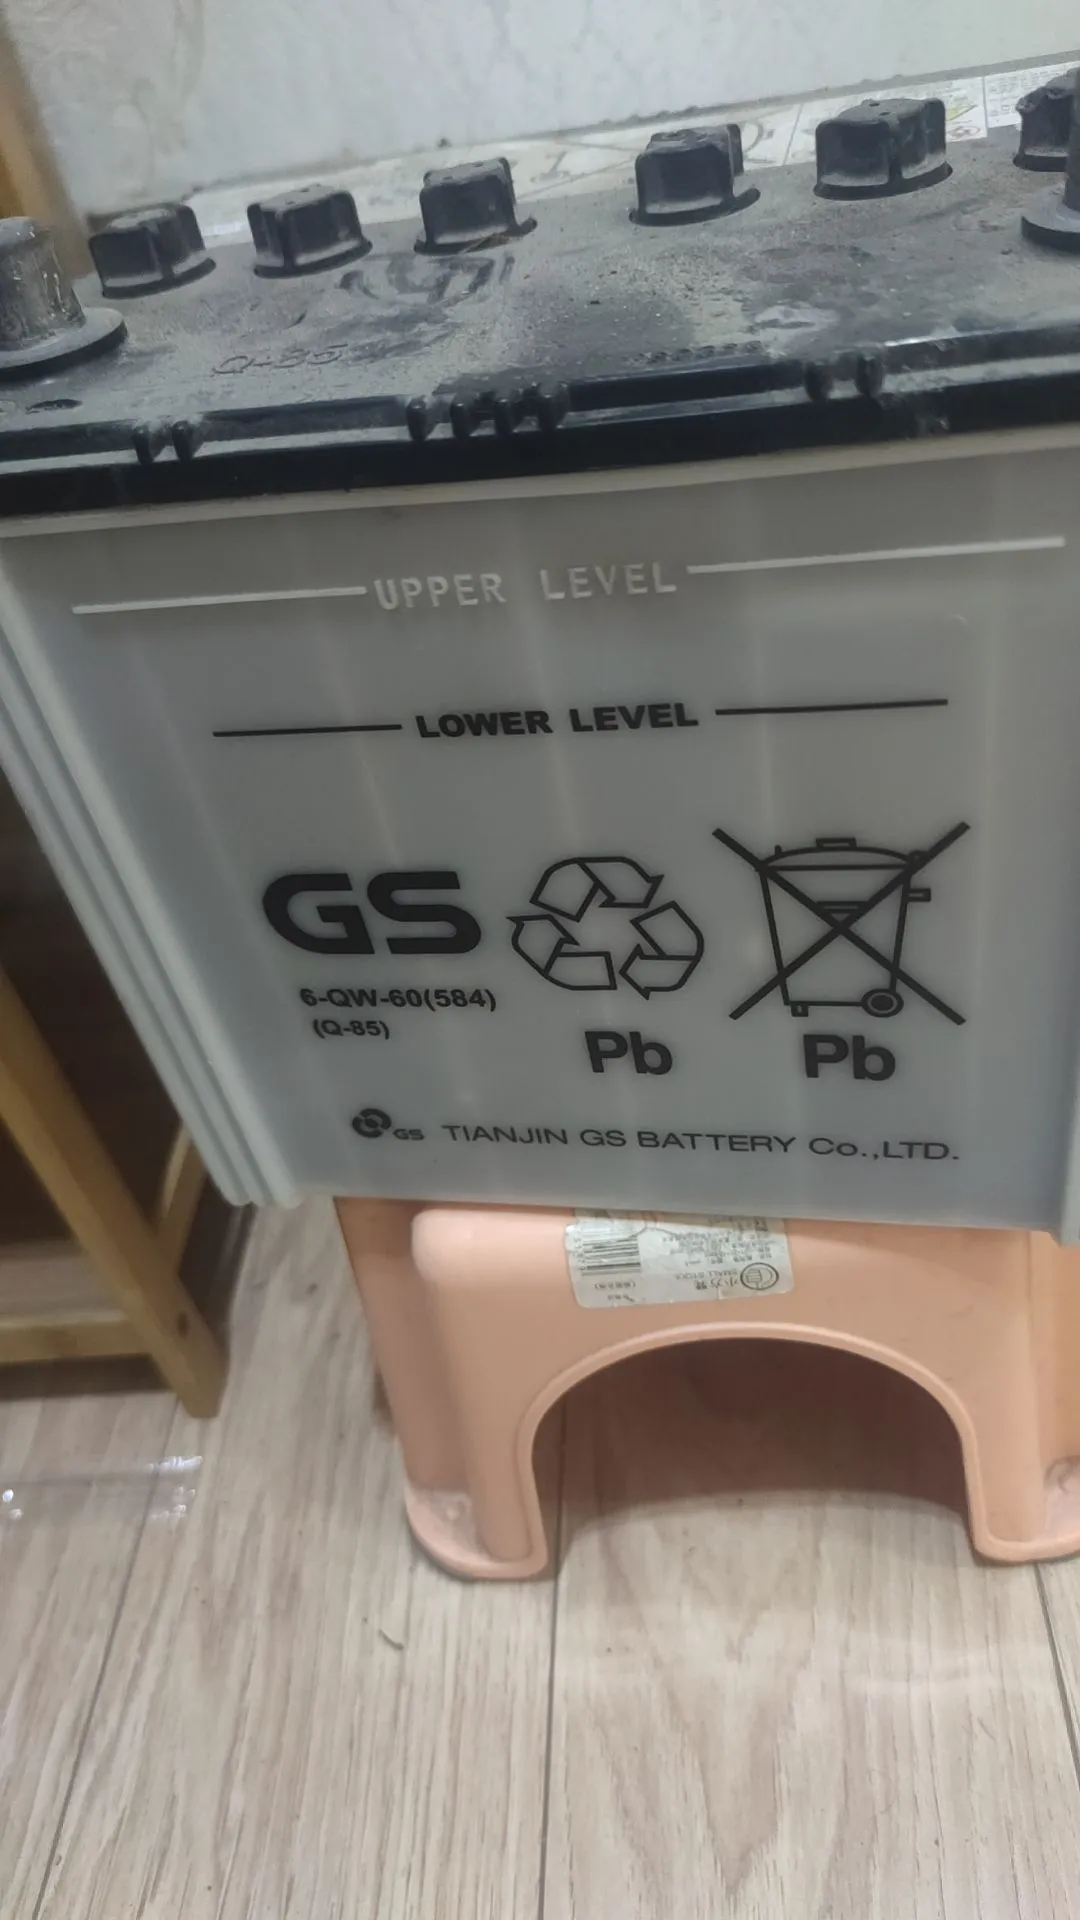 Q-85
UPPER LEVEL
LOWER LEVEL
GS
6-QW-60(584)
(Q-85)
Pb
Pb
GS TIANJIN GS BATTERY Co.,LTD.